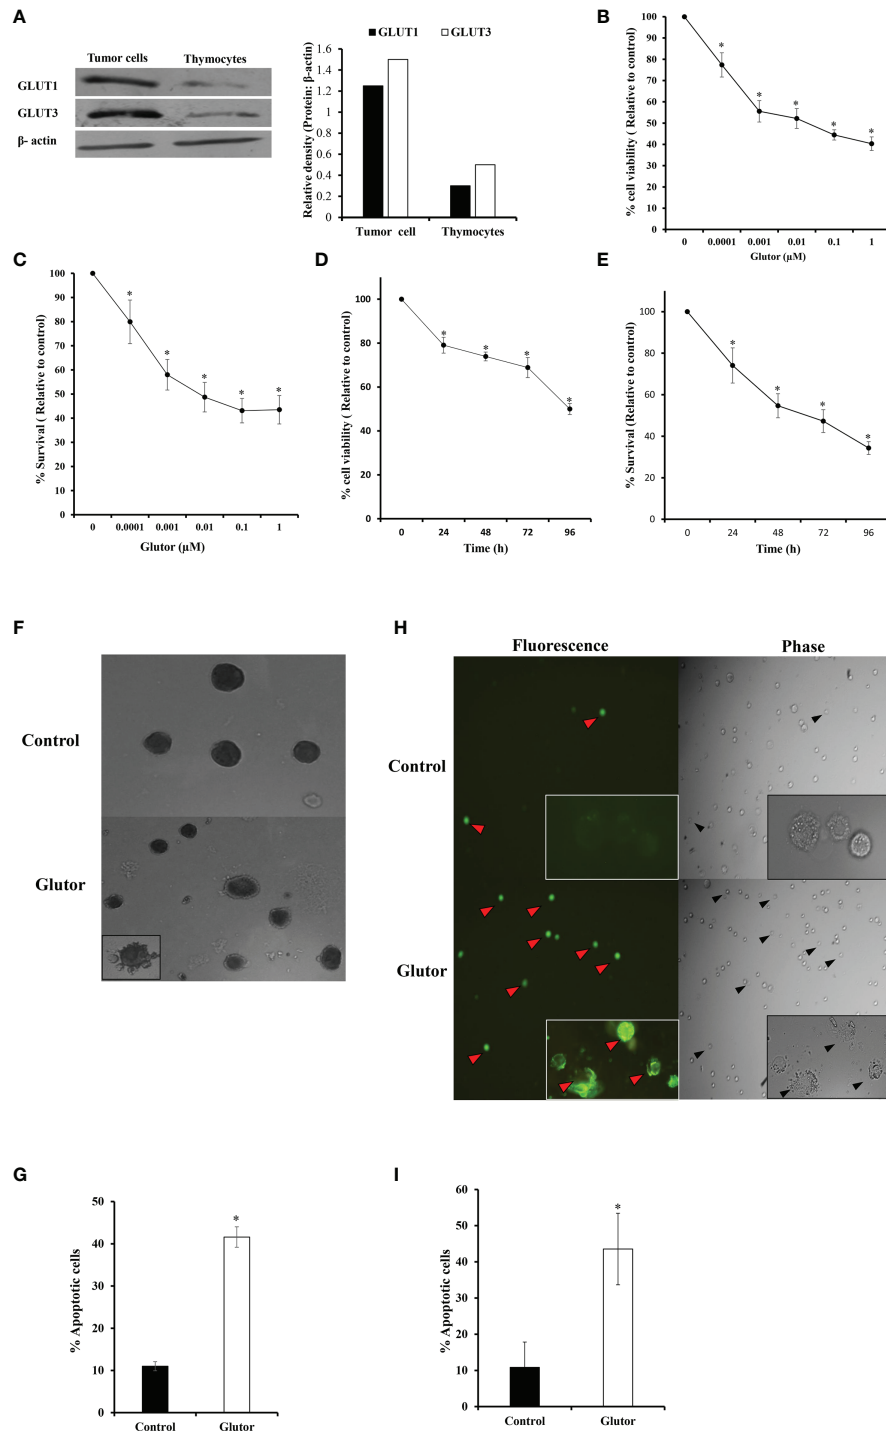 A
Tumor cells Thymocytes
GLUT1
GLUT3
β- actin
GLUT1 GLUT3
Relative density (Protein: β-actin)
1.6
1.4
1.2
1
0.8
0.6
0.4
0.2
0
Tumor cell Thymocytes
B
% cell viability ( Relative to control)
100
90
80
70
60
50
40
30
20
10
0
* * * * *
0 0.0001 0.001 0.01 0.1 1
Glutor (µM)
C
% Survival ( Relative to control)
100
90
80
70
60
50
40
30
20
10
0
* * * * *
0 0.0001 0.001 0.01 0.1 1
Glutor (µM)
D
% cell viability ( Relative to control)
100
80
60
40
20
0
* * * *
0 24 48 72 96
Time (h)
E
% Survival (Relative to control)
100
80
60
40
20
0
* * * *
0 24 48 72 96
Time (h)
F
Control
Glutor
H
Fluorescence Phase
Control
Glutor
G
% Apoptotic cells
50
40
30
20
10
0
*
Control Glutor
I
% Apoptotic cells
60
50
40
30
20
10
0
*
Control Glutor